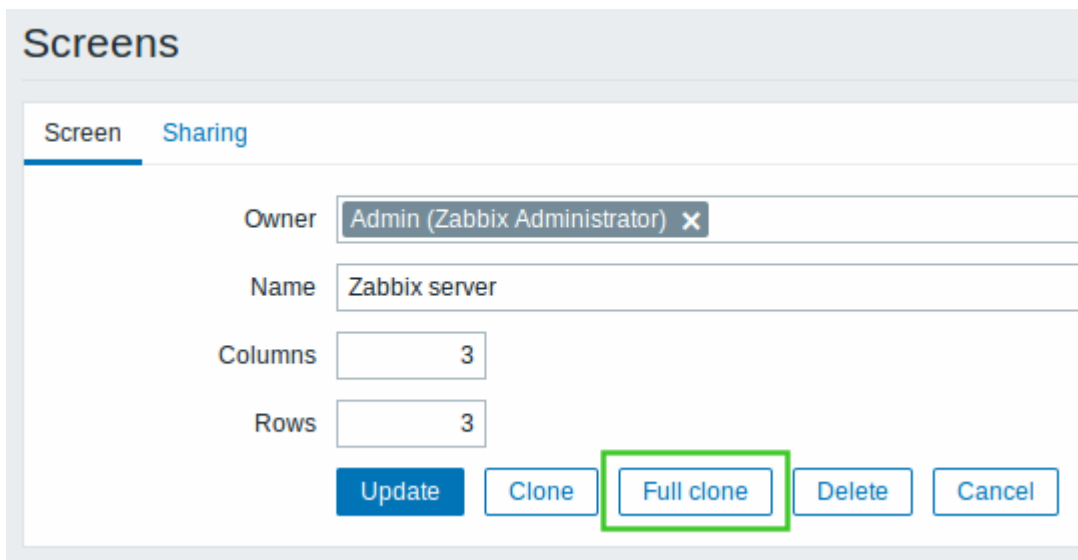 Screens
Screen Sharing
Owner Admin (Zabbix Administrator)
Name Zabbix server
Columns 3
Rows 3
Update Clone Full clone Delete Cancel